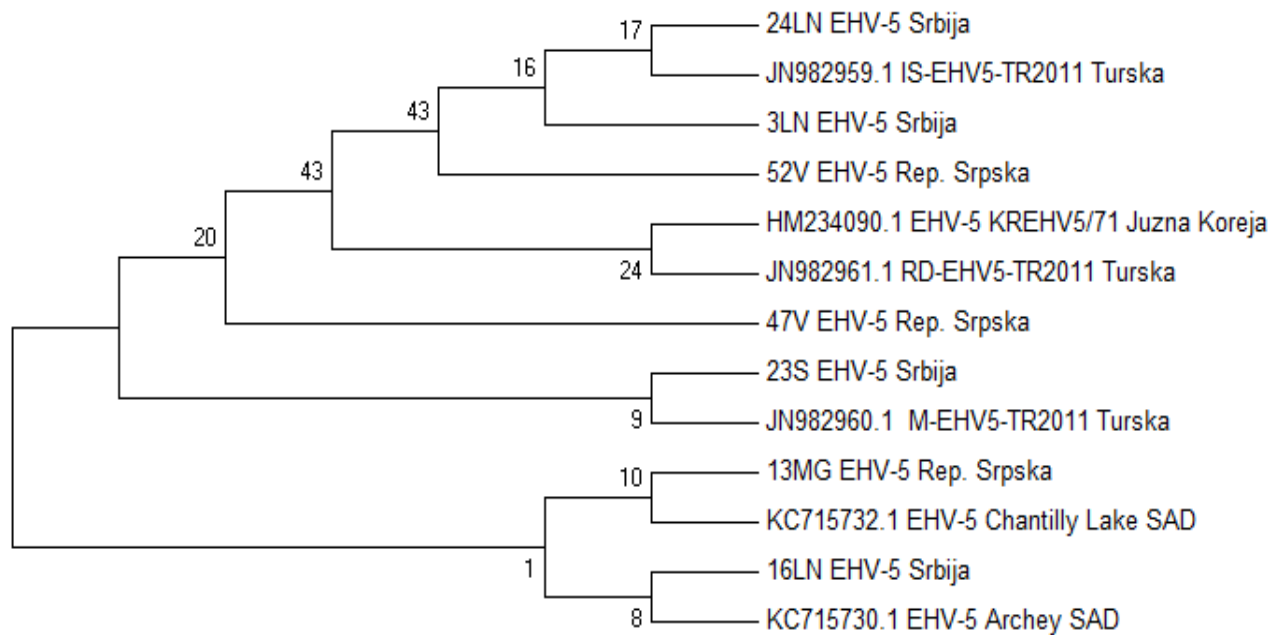 24LN EHV-5 Srbija
17
JN982959.1 IS-EHV5-TR2011 Turska
16
3LN EHV-5 Srbija
43
52V EHV-5 Rep. Srpska
43
HM234090.1 EHV-5 KREHV5/71 Juzna Koreja
20
24
JN982961.1 RD-EHV5-TR2011 Turska
47V EHV-5 Rep. Srpska
23S EHV-5 Srbija
9
JN982960.1 M-EHV5-TR2011 Turska
13MG EHV-5 Rep. Srpska
10
KC715732.1 EHV-5 Chantilly Lake SAD
1
16LN EHV-5 Srbija
8
KC715730.1 EHV-5 Archey SAD